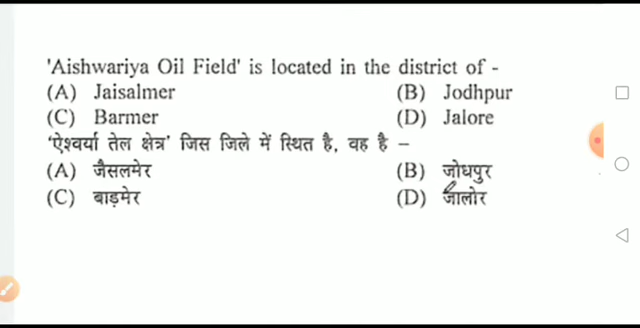 'Aishwariya Oil Field' is located in the district of -
(A) Jaisalmer (B) Jodhpur
(C) Barmer (D) Jalore
‘ऐश्वर्या तेल क्षेत्र’ जिस जिले में स्थित है, वह है –
(A) जैसलमेर (B) जोधपुर
(C) बाड़मेर (D) जालोर